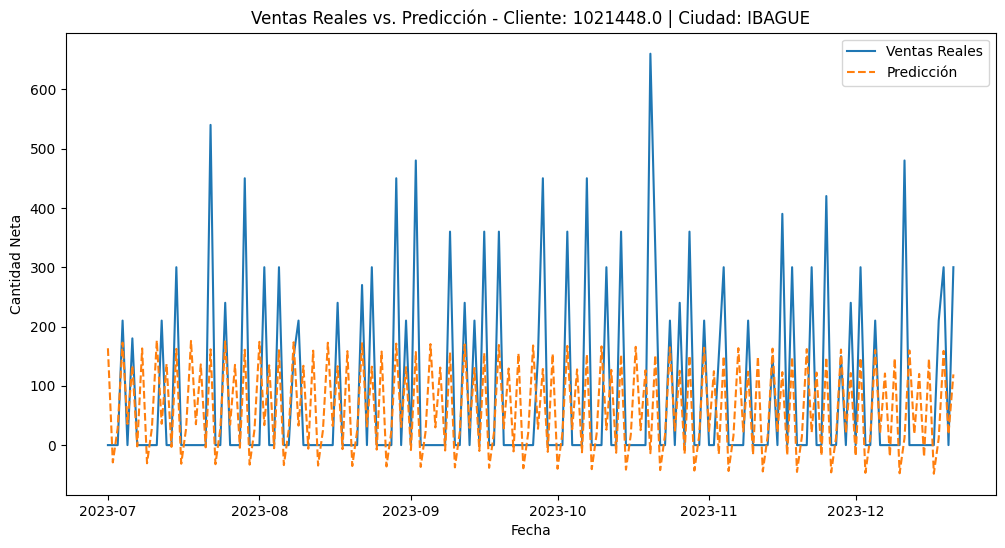 Ventas Reales vs. Predicción - Cliente: 1021448.0 | Ciudad: IBAGUE
Ventas Reales
Predicción
Cantidad Neta
600
500
400
300
200
100
0
2023-07
2023-08
2023-09
2023-10
2023-11
2023-12
Fecha